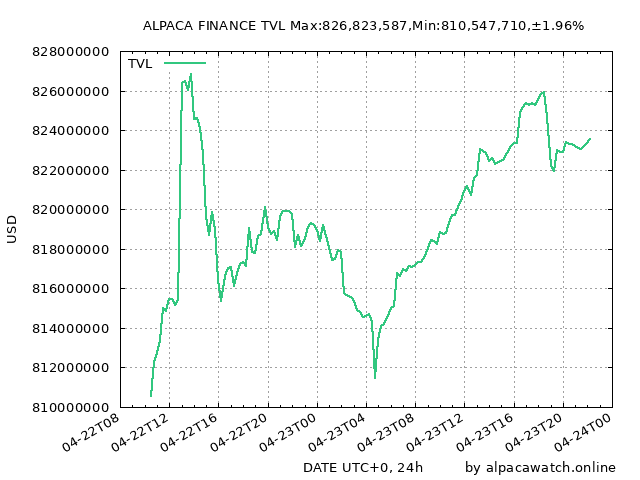 ALPACA FINANCE TVL Max:826,823,587,Min:810,547,710,±1.96%
828000000
826000000
824000000
822000000
820000000
818000000
816000000
814000000
812000000
810000000
TVL
USD
04-22T08
04-22T12
04-22T16
04-22T20
04-23T00
04-23T04
04-23T08
04-23T12
04-23T16
04-23T20
04-24T00
DATE UTC+0, 24h
by alpacawatch.online